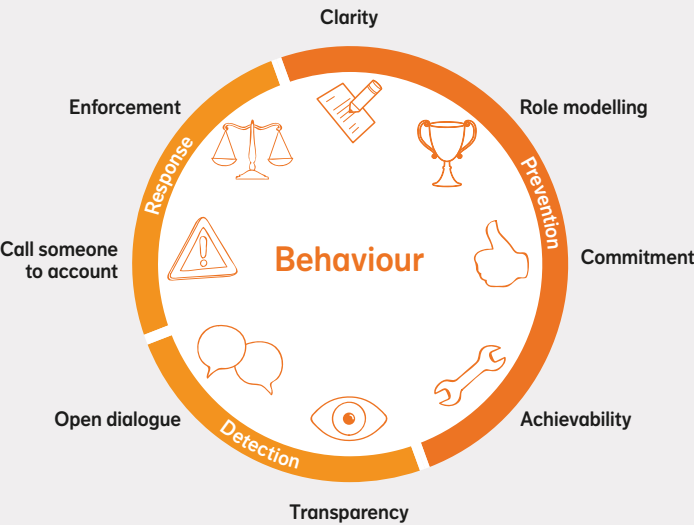 Clarity
Enforcement
Role modelling
Response
Prevention
Call someone
to account
Behaviour
Commitment
Open dialogue
Detection
Achievability
Transparency